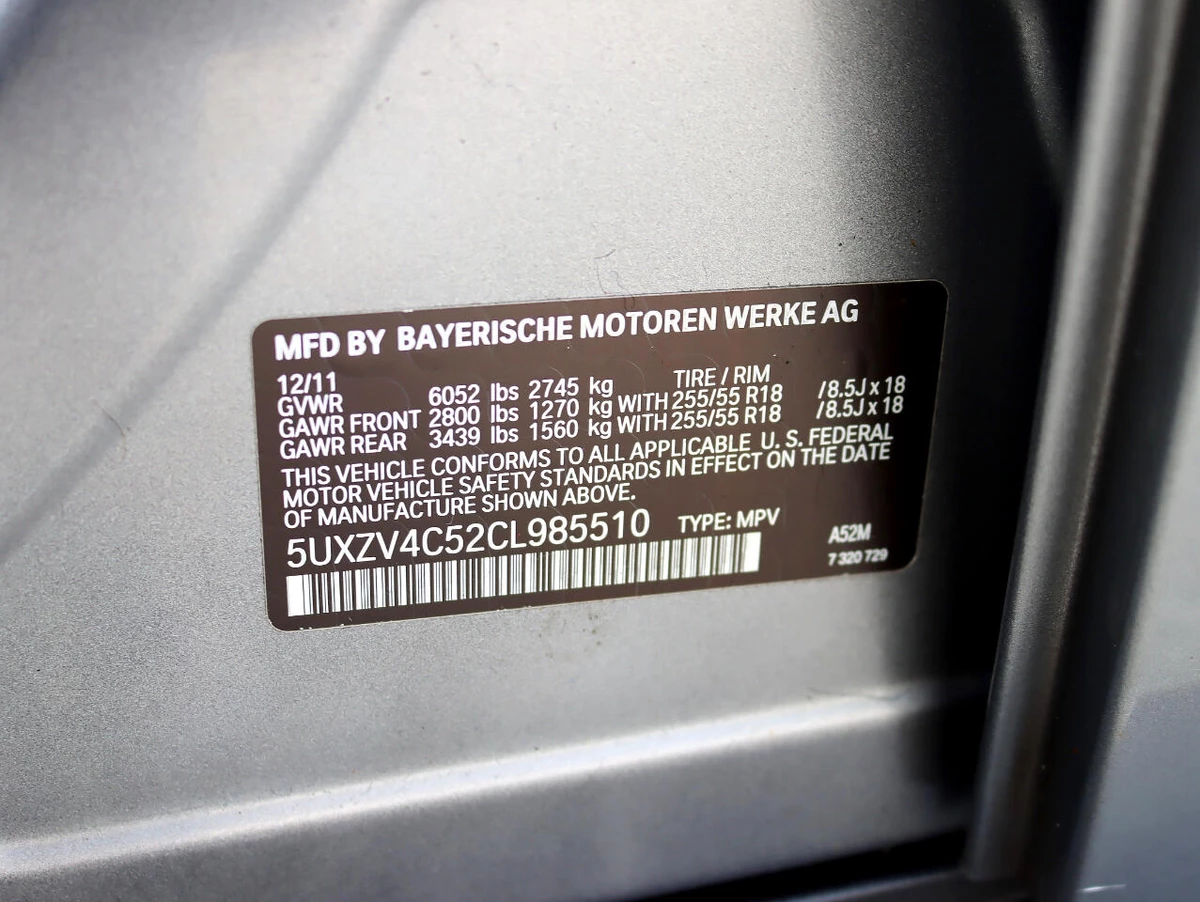 MFD BY BAYERISCHE MOTOREN WERKE AG
12/11 TIRE / RIM
GVWR 6052 lbs 2745 kg
GAWR FRONT 2800 lbs 1270 kg WITH 255/55 R18 /8.5J x 18
GAWR REAR 3439 lbs 1560 kg WITH 255/55 R18 /8.5J x 18
THIS VEHICLE CONFORMS TO ALL APPLICABLE U. S. FEDERAL
MOTOR VEHICLE SAFETY STANDARDS IN EFFECT ON THE DATE
OF MANUFACTURE SHOWN ABOVE.
5UXZV4C52CL985510 TYPE: MPV
A52M
7 320 729